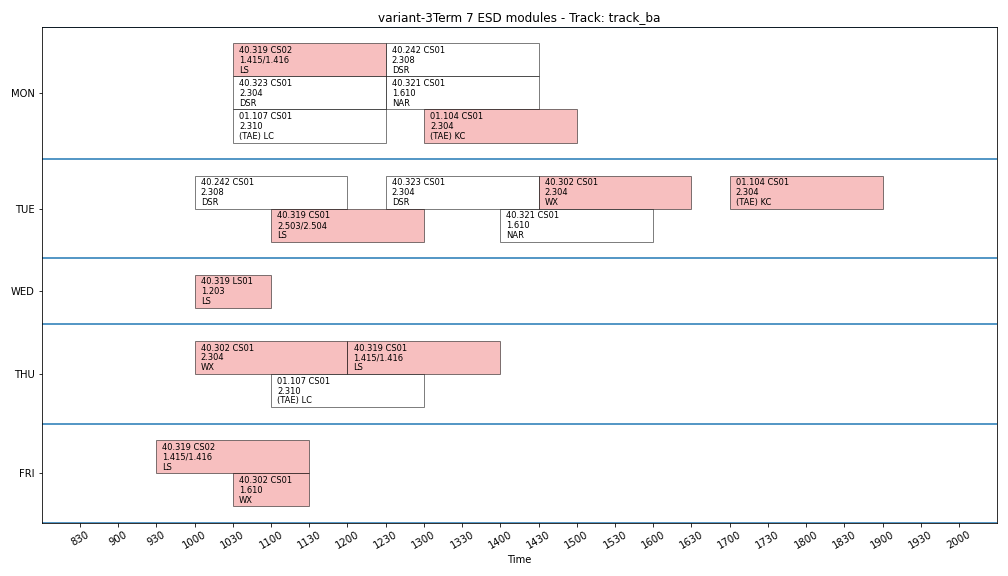 variant-3Term 7 ESD modules - Track: track_ba
MON
40.319 CS02
1.415/1.416
LS
40.242 CS01
2.308
DSR
40.323 CS01
2.304
DSR
40.321 CS01
1.610
NAR
01.107 CS01
2.310
(TAE) LC
01.104 CS01
2.304
(TAE) KC
TUE
40.242 CS01
2.308
DSR
40.323 CS01
2.304
DSR
40.302 CS01
2.304
WX
01.104 CS01
2.304
(TAE) KC
40.319 CS01
2.503/2.504
LS
40.321 CS01
1.610
NAR
WED
40.319 LS01
1.203
LS
THU
40.302 CS01
2.304
WX
40.319 CS01
1.415/1.416
LS
01.107 CS01
2.310
(TAE) LC
FRI
40.319 CS02
1.415/1.416
LS
40.302 CS01
1.610
WX
830 900 930 1000 1030 1100 1130 1200 1230 1300 1330 1400 1430 1500 1530 1600 1630 1700 1730 1800 1830 1900 1930 2000
Time